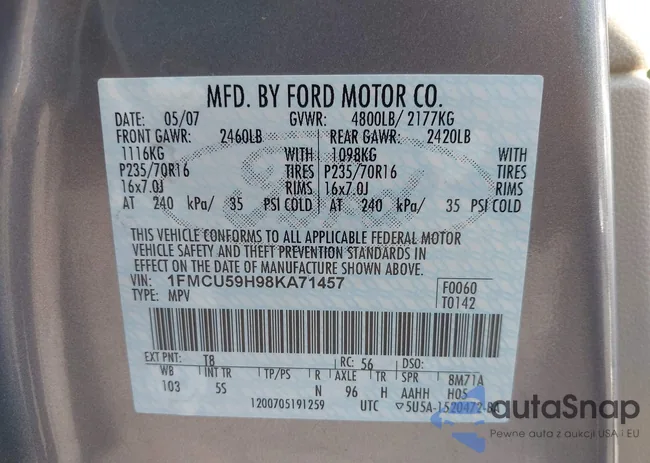 MFD. BY FORD MOTOR CO.
DATE: 05/07 GVWR: 4800LB/ 2177KG
FRONT GAWR: 2460LB REAR GAWR: 2420LB
1116KG WITH 1098KG WITH
P235/70R16 TIRES P235/70R16 TIRES
16x7.0J RIMS 16x7.0J RIMS
AT 240 kPa/ 35 PSI COLD AT 240 kPa/ 35 PSI COLD
THIS VEHICLE CONFORMS TO ALL APPLICABLE FEDERAL MOTOR
VEHICLE SAFETY AND THEFT PREVENTION STANDARDS IN
EFFECT ON THE DATE OF MANUFACTURE SHOWN ABOVE.
VIN: 1FMCU59H98KA71457 F0060
TYPE: MPV T0142
EXT PNT: T8 RC: 56 DSO:
WB INT TR TP/PS R AXLE TR SPR 8M71A
103 5S N 96 H AAHH H05
1200705191259 UTC ▽5U5A-1520472-BA
autaSnap
Pewne auta z aukcji USA i EU